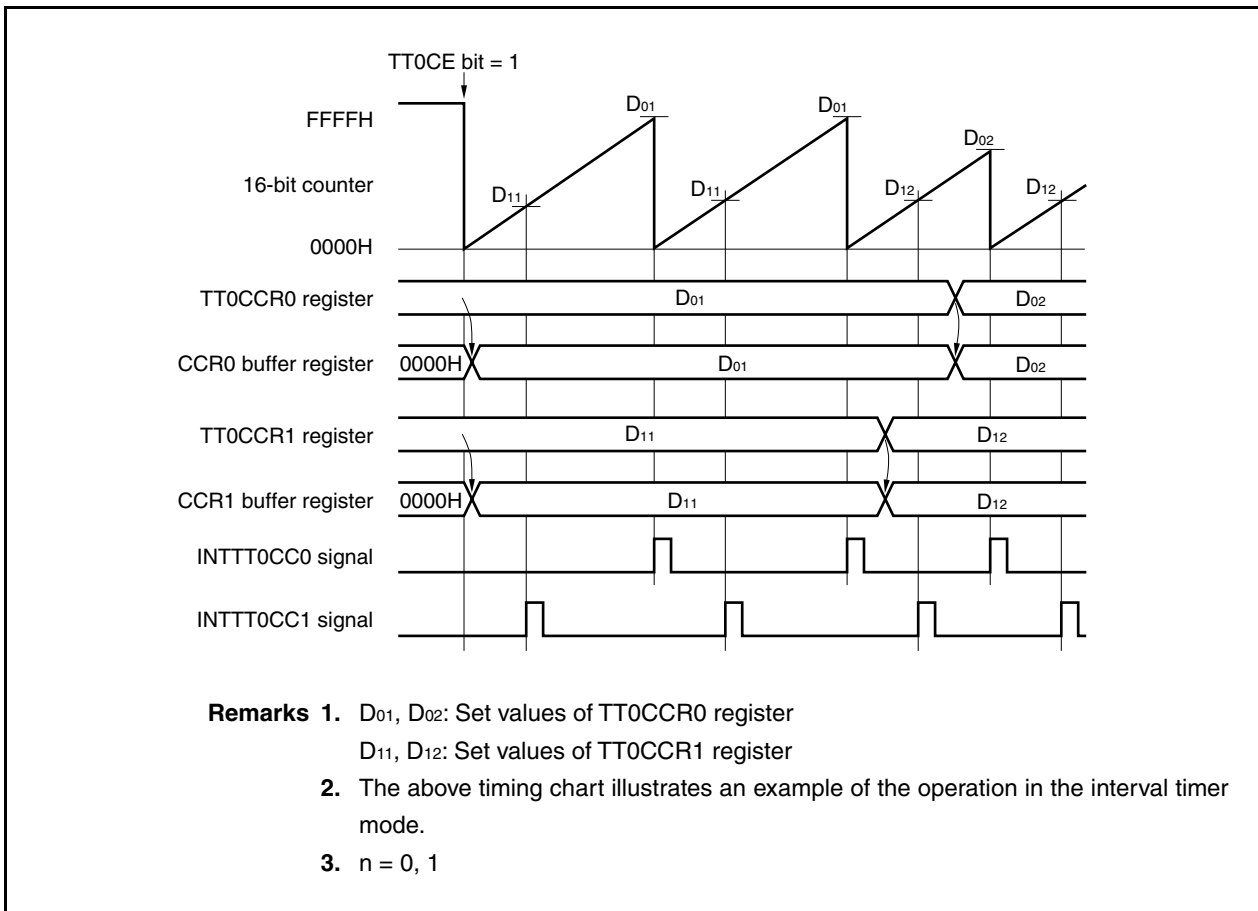 TT0CE bit = 1
D01 D01
FFFFH
D02
16-bit counter
D11 D11 D12 D12
0000H
TT0CCR0 register D01 D02
CCR0 buffer register 0000H D01 D02
TT0CCR1 register D11 D12
CCR1 buffer register 0000H D11 D12
INTTT0CC0 signal
INTTT0CC1 signal
Remarks 1. D01, D02: Set values of TT0CCR0 register
D11, D12: Set values of TT0CCR1 register
2. The above timing chart illustrates an example of the operation in the interval timer
mode.
3. n = 0, 1